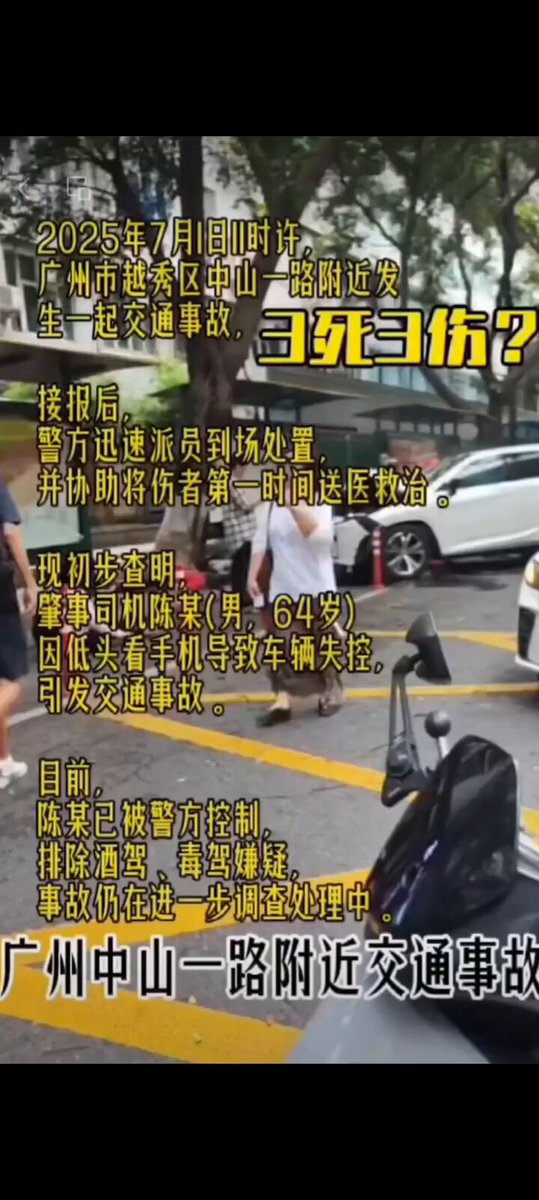 2025年7月1日11时许，
广州市越秀区中山一路附近发
生一起交通事故，
3死3伤？
接报后，
警方迅速派员到场处置，
并协助将伤者第一时间送医救治。
现初步查明，
肇事司机陈某(男，64岁)
因低头看手机导致车辆失控，
引发交通事故。
目前，
陈某已被警方控制，
排除酒驾、毒驾嫌疑，
事故仍在进一步调查处理中。
广州中山一路附近交通事故